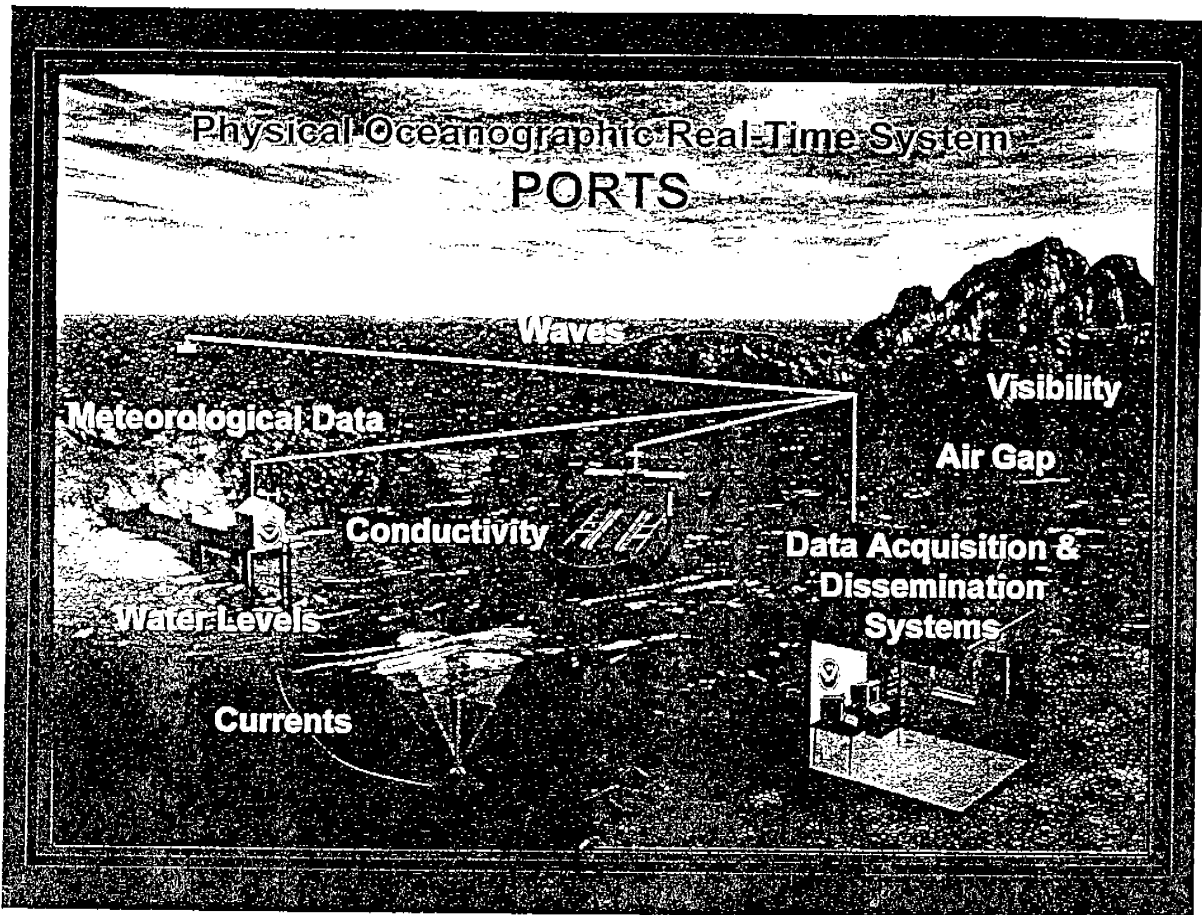 Physical Oceanographic Real-Time System
PORTS
Waves
Visibility
Meteorological Data
Air Gap
Conductivity
Data Acquisition &
Dissemination
Systems
Water Levels
Currents